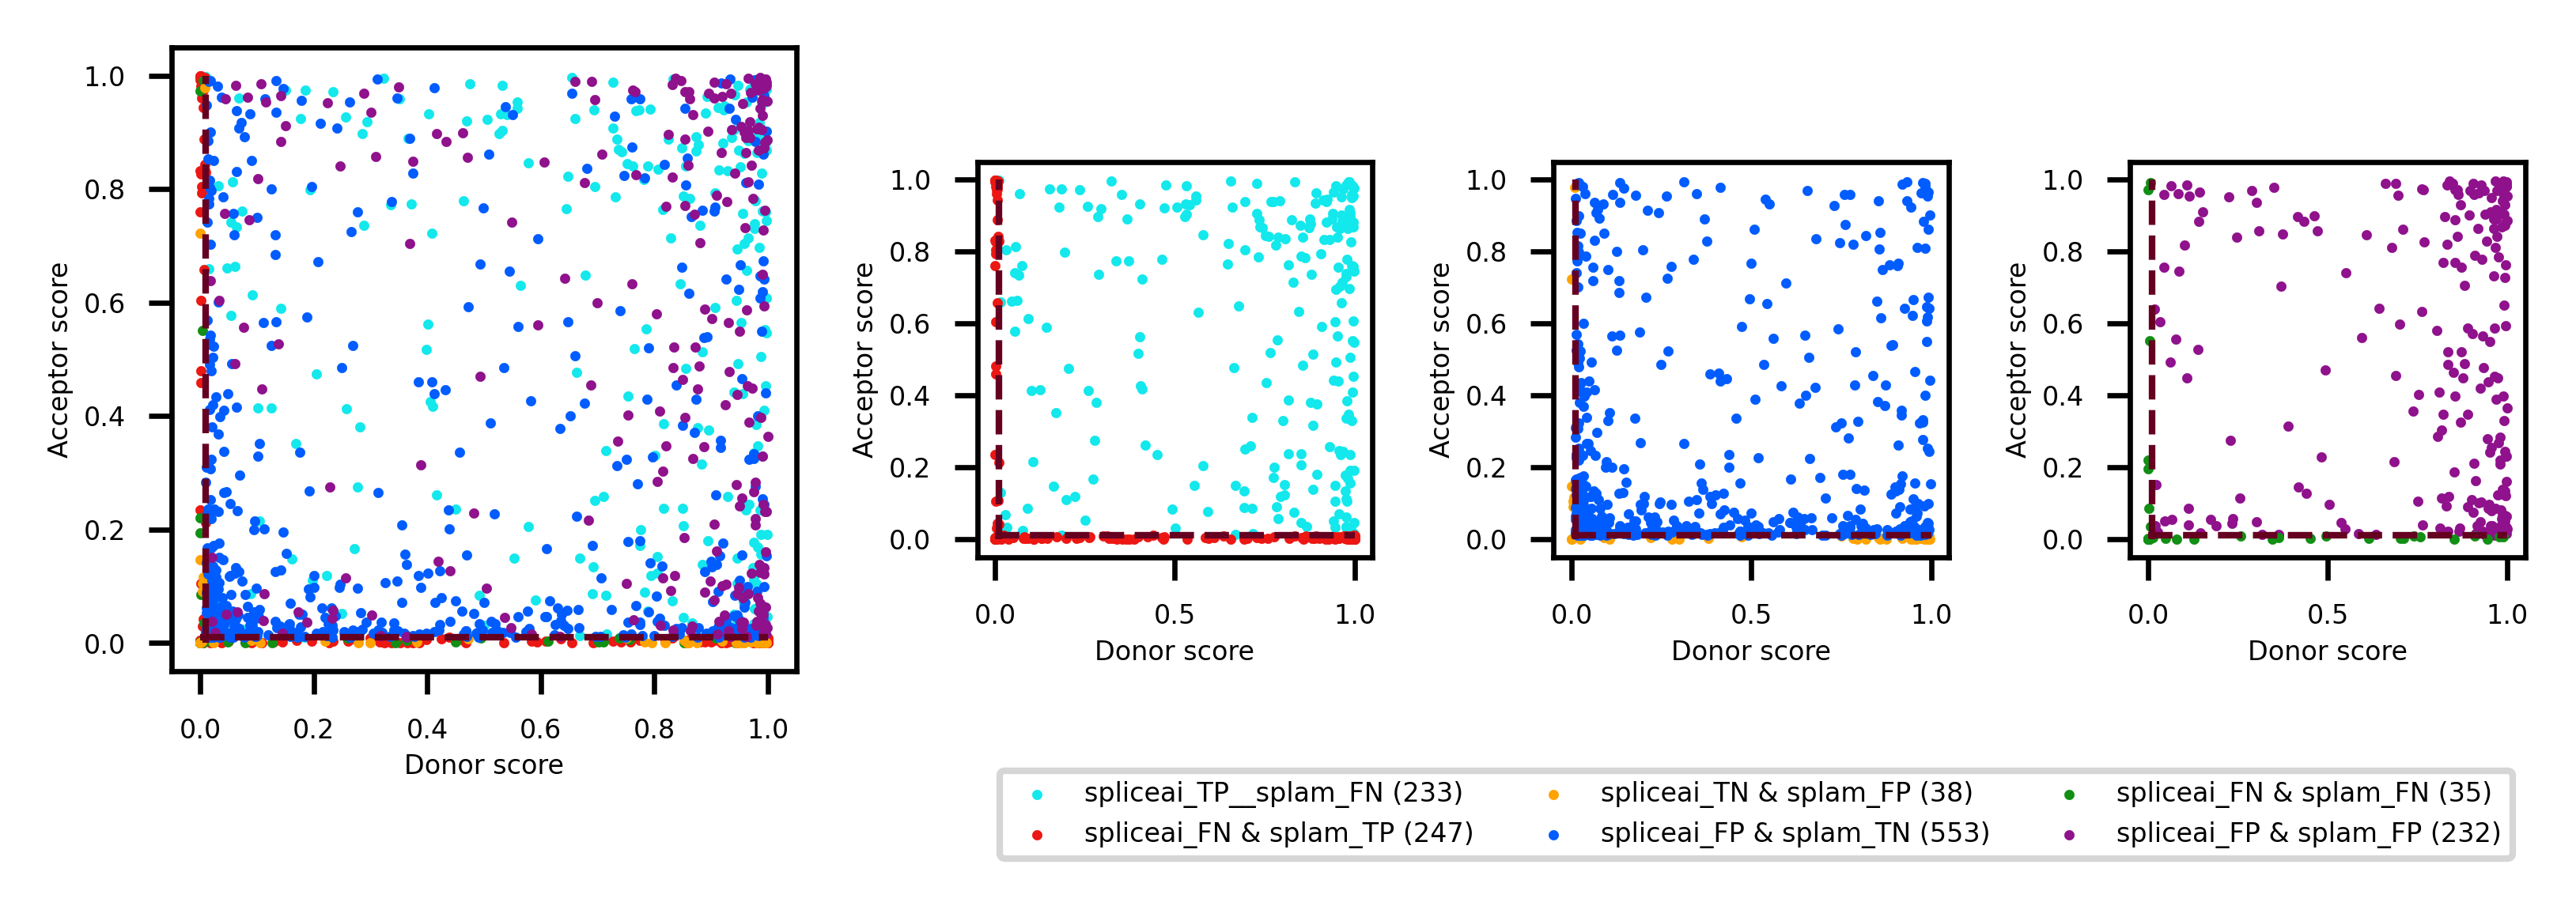 1.0
0.8
0.6
0.4
0.2
0.0
Acceptor score
0.0 0.2 0.4 0.6 0.8 1.0
Donor score
1.0
0.8
0.6
0.4
0.2
0.0
Acceptor score
0.0 0.5 1.0
Donor score
1.0
0.8
0.6
0.4
0.2
0.0
Acceptor score
0.0 0.5 1.0
Donor score
1.0
0.8
0.6
0.4
0.2
0.0
Acceptor score
0.0 0.5 1.0
Donor score
spliceai_TP__splam_FN (233)
spliceai_FN & splam_TP (247)
spliceai_TN & splam_FP (38)
spliceai_FP & splam_TN (553)
spliceai_FN & splam_FN (35)
spliceai_FP & splam_FP (232)